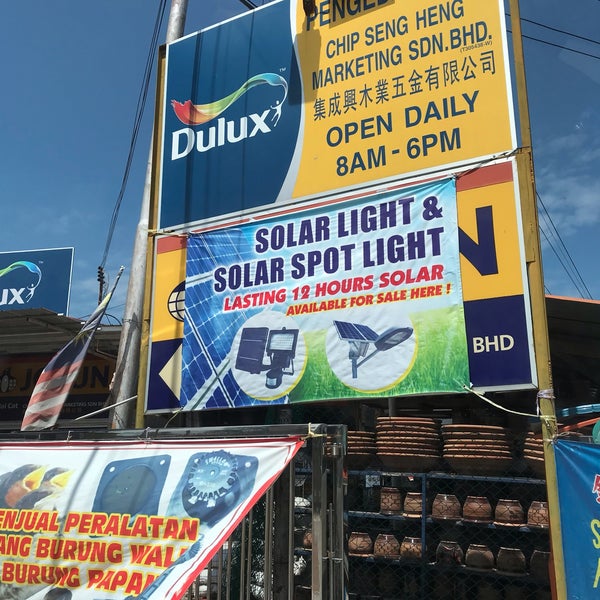 CHIP SENG HENG
MARKETING SDN.BHD.
集成興木業五金有限公司
OPEN DAILY
8AM - 6PM
Dulux
SOLAR LIGHT &
SOLAR SPOT LIGHT
LASTING 12 HOURS SOLAR
AVAILABLE FOR SALE HERE !
N
BHD
UX
ENJUAL PERALATAN
ANG BURUNG WALI
BURUNG PAPA